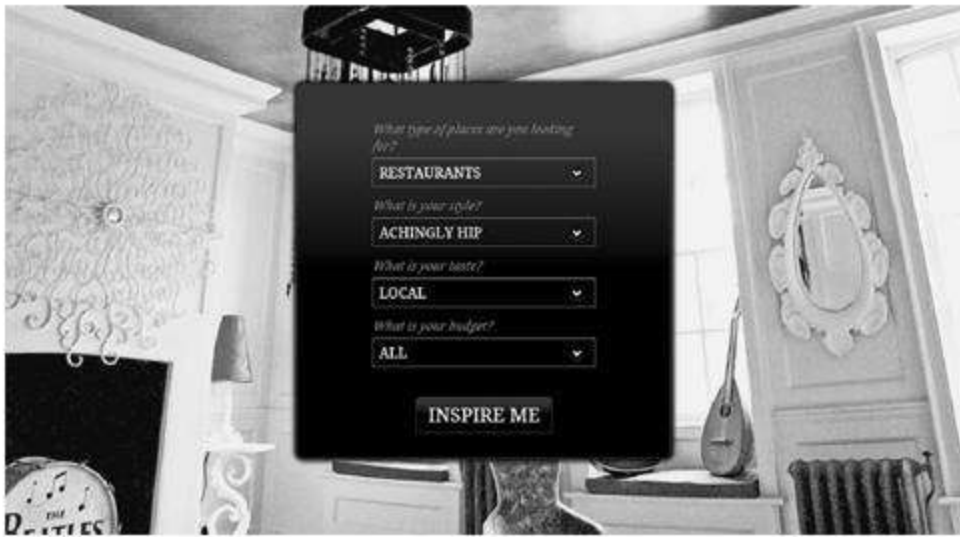 What type of places are you looking
for?
RESTAURANTS
What is your style?
ACHINGLY HIP
What is your taste?
LOCAL
What is your budget?
ALL
INSPIRE ME
THE
BEATLES